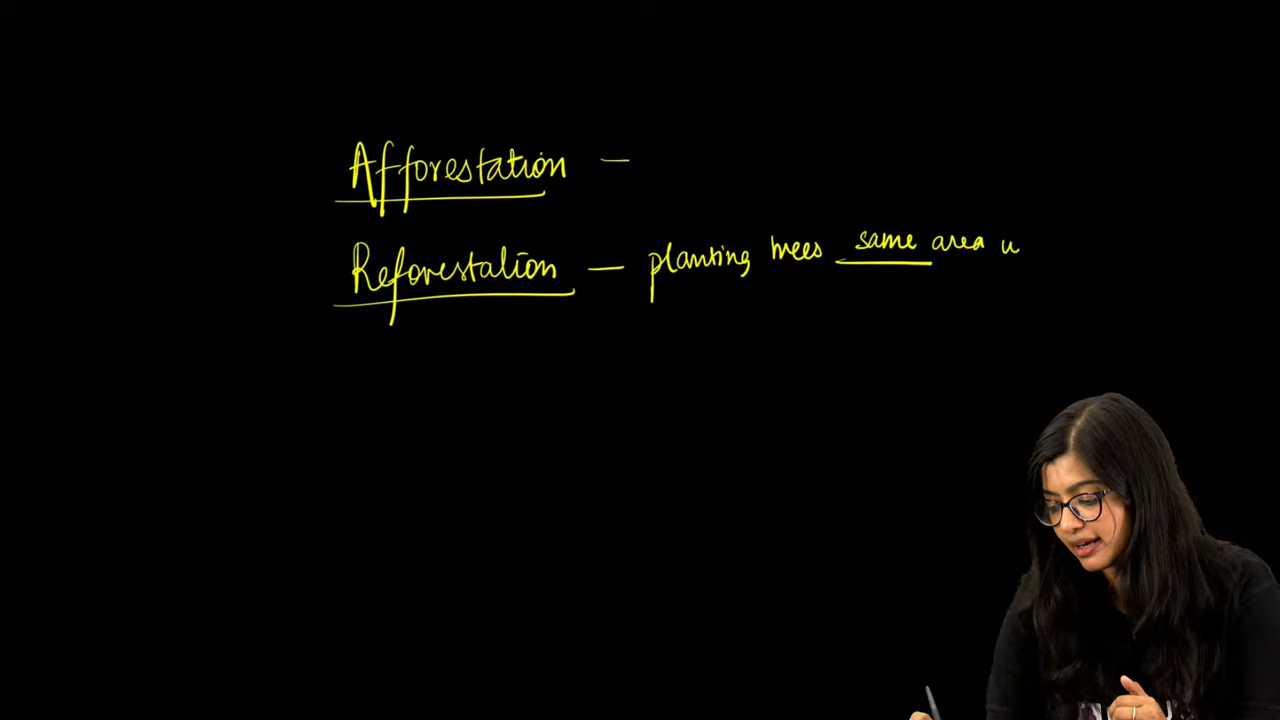 Afforestation —
Reforestation — planting trees same area